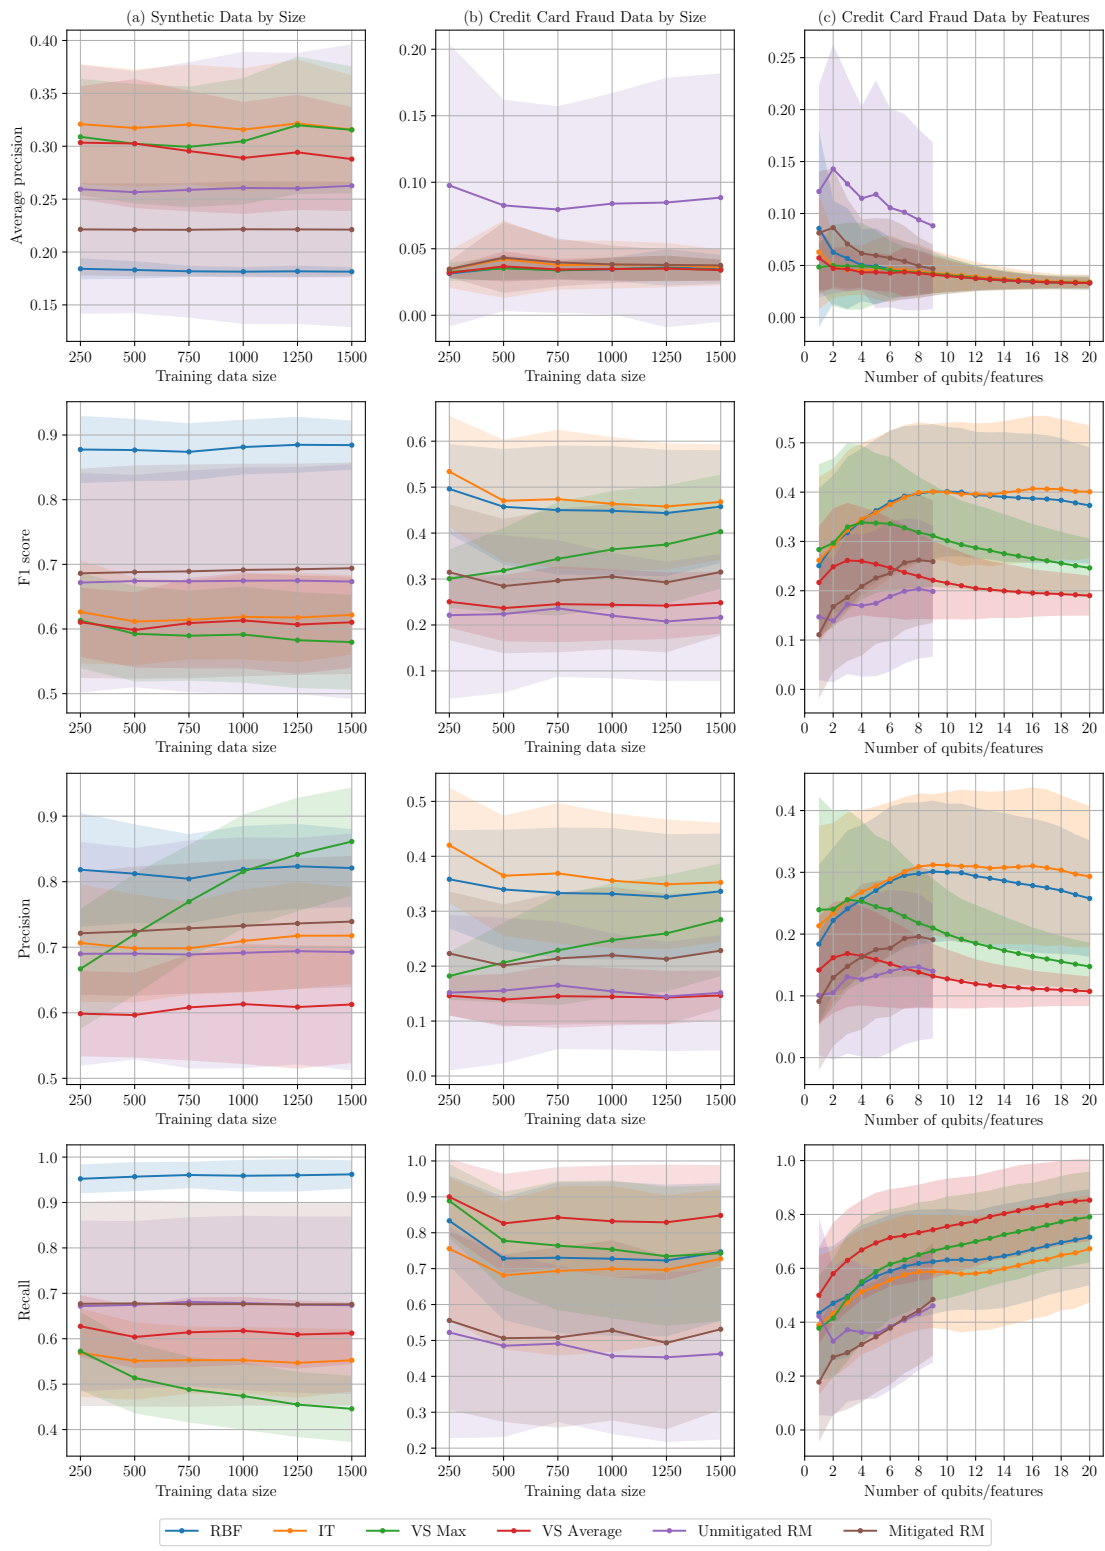 (a) Synthetic Data by Size
(b) Credit Card Fraud Data by Size
(c) Credit Card Fraud Data by Features
Average precision
0.40
0.35
0.30
0.25
0.20
0.15
250 500 750 1000 1250 1500
Training data size
0.20
0.15
0.10
0.05
0.00
250 500 750 1000 1250 1500
Training data size
0.25
0.20
0.15
0.10
0.05
0.00
0 2 4 6 8 10 12 14 16 18 20
Number of qubits/features
F1 score
0.9
0.8
0.7
0.6
0.5
250 500 750 1000 1250 1500
Training data size
0.6
0.5
0.4
0.3
0.2
0.1
250 500 750 1000 1250 1500
Training data size
0.5
0.4
0.3
0.2
0.1
0.0
0 2 4 6 8 10 12 14 16 18 20
Number of qubits/features
Precision
0.9
0.8
0.7
0.6
0.5
250 500 750 1000 1250 1500
Training data size
0.5
0.4
0.3
0.2
0.1
0.0
250 500 750 1000 1250 1500
Training data size
0.4
0.3
0.2
0.1
0.0
0 2 4 6 8 10 12 14 16 18 20
Number of qubits/features
Recall
1.0
0.9
0.8
0.7
0.6
0.5
0.4
250 500 750 1000 1250 1500
Training data size
1.0
0.9
0.8
0.7
0.6
0.5
0.4
0.3
0.2
250 500 750 1000 1250 1500
Training data size
1.0
0.8
0.6
0.4
0.2
0.0
0 2 4 6 8 10 12 14 16 18 20
Number of qubits/features
RBF IT VS Max VS Average Unmitigated RM Mitigated RM